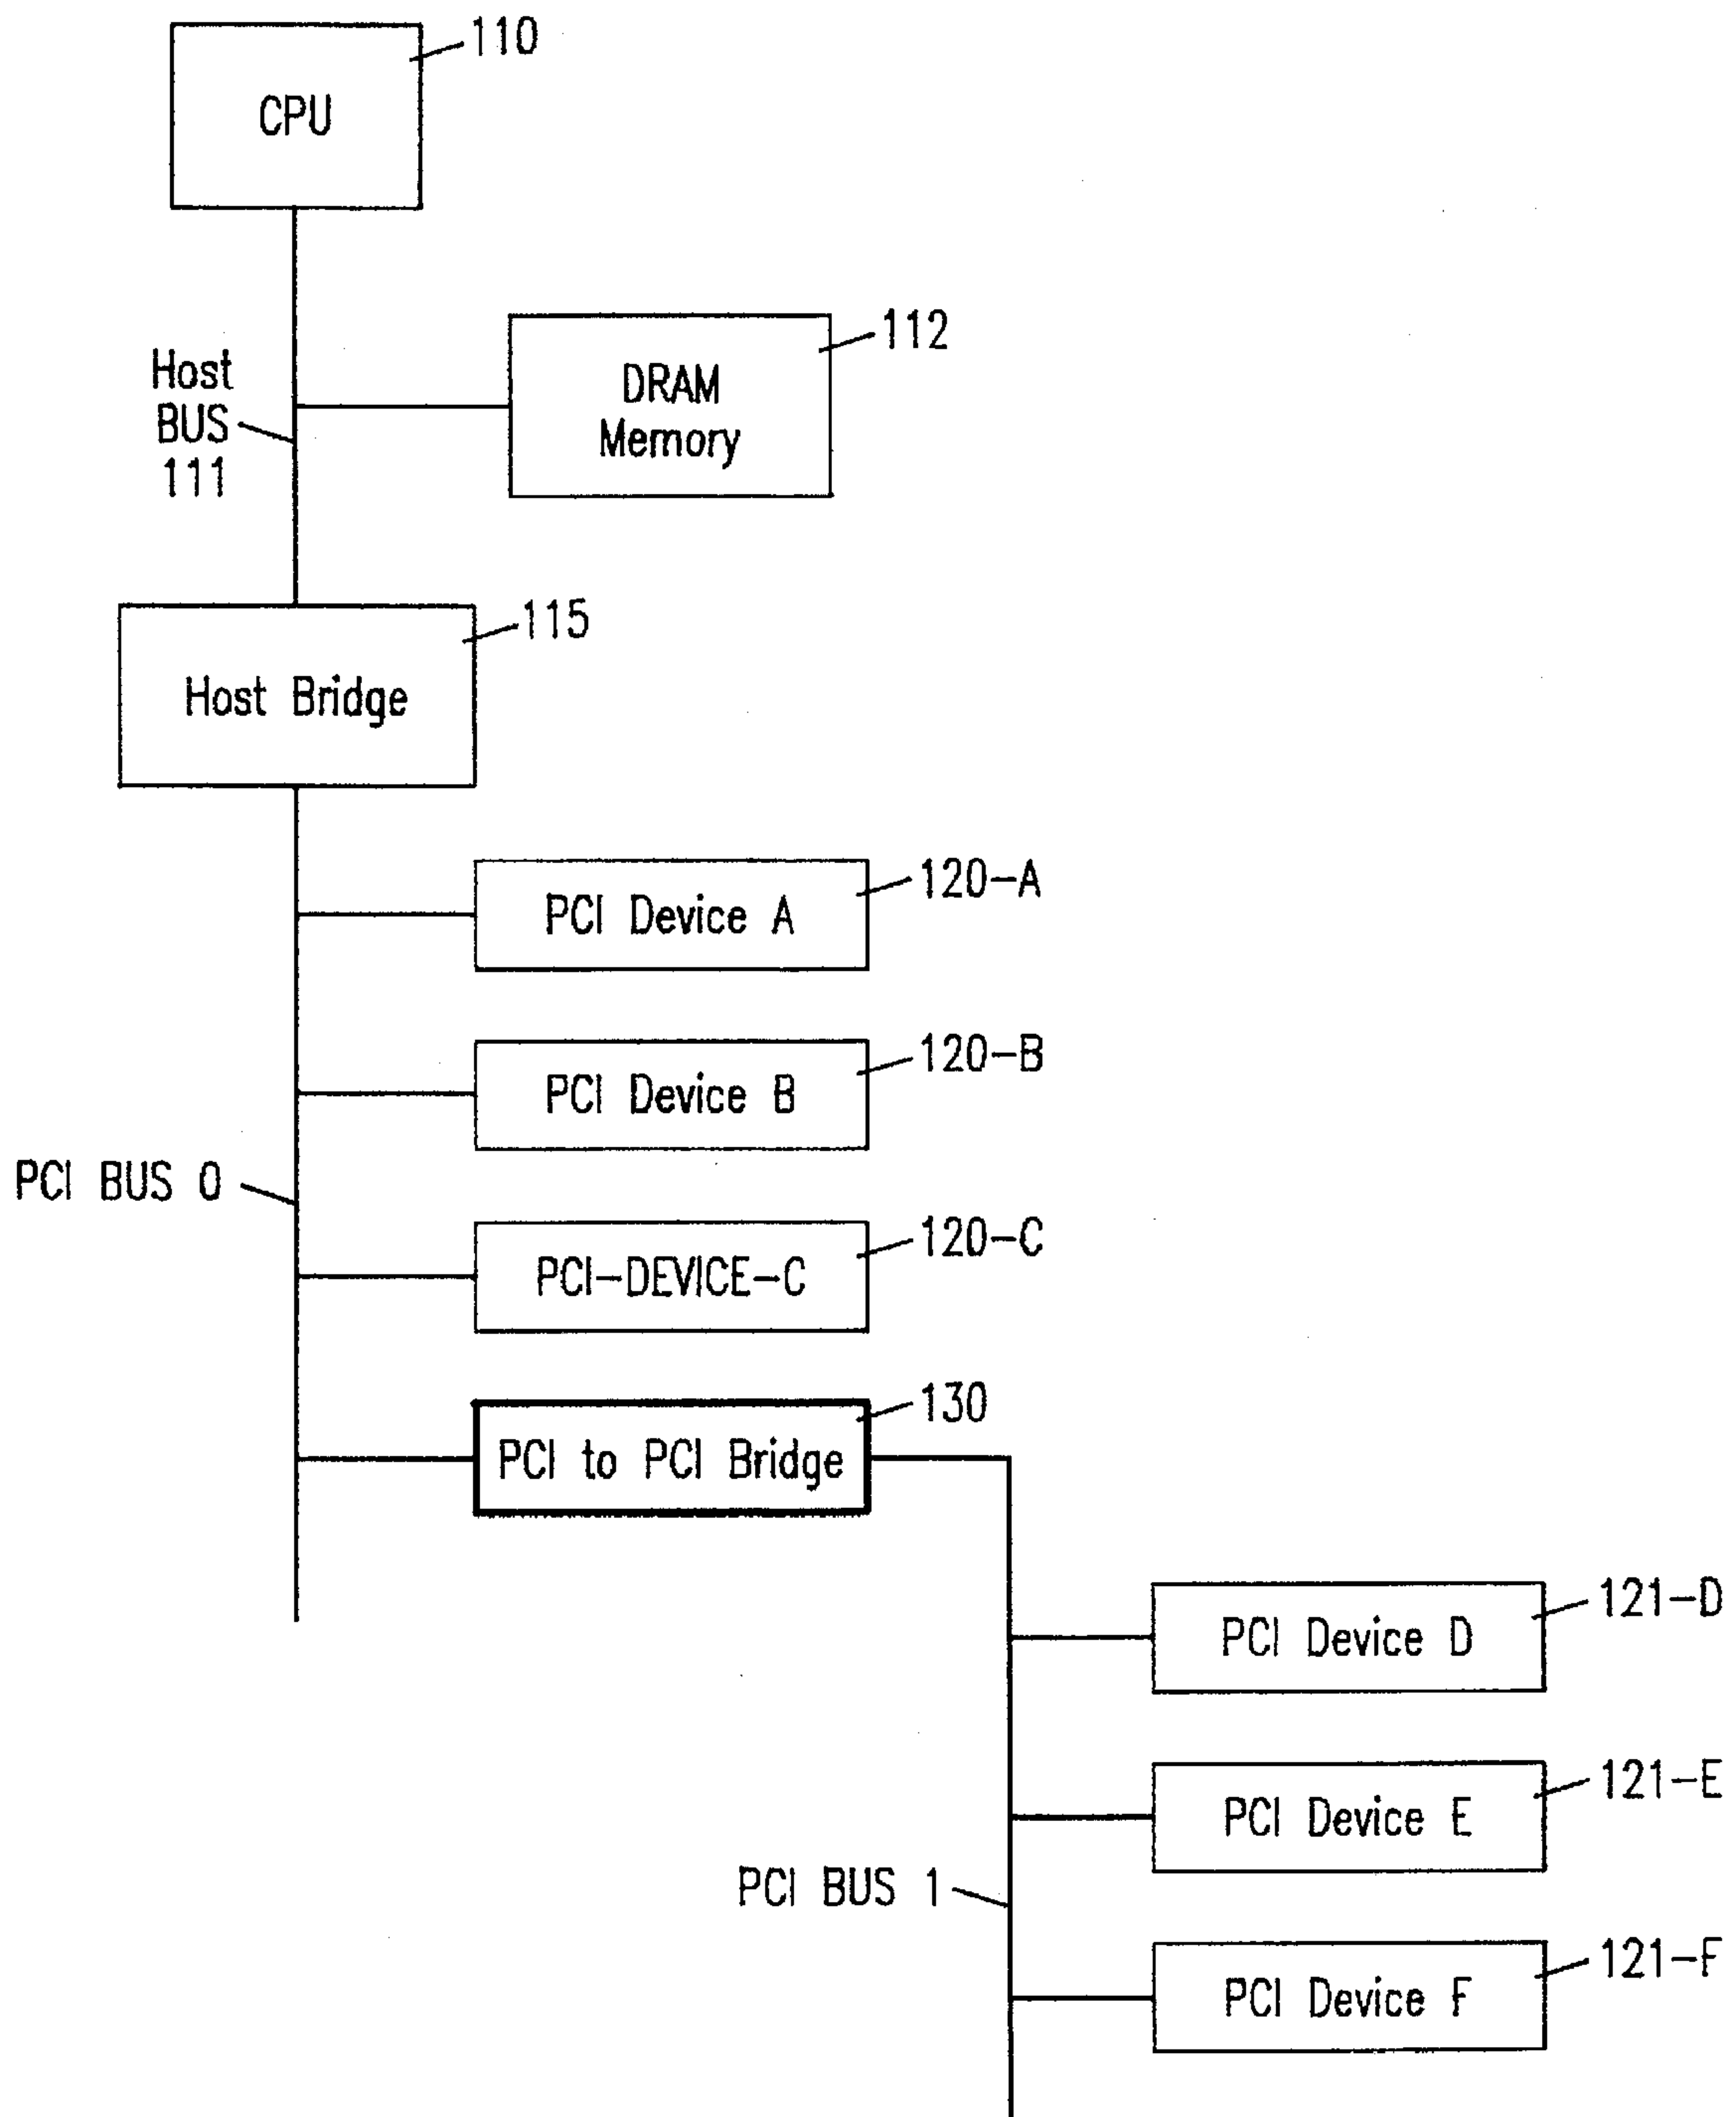 110
CPU
112
Host
BUS
111
DRAM
Memory
115
Host Bridge
120-A
PCI Device A
120-B
PCI Device B
PCI BUS 0
120-C
PCI-DEVICE-C
130
PCI to PCI Bridge
121-D
PCI Device D
121-E
PCI Device E
PCI BUS 1
121-F
PCI Device F